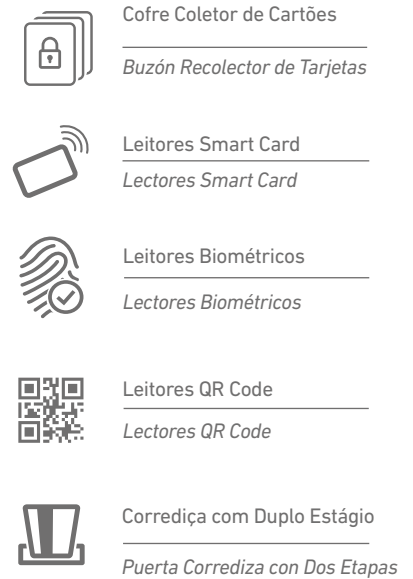 Cofre Coletor de Cartões
Buzón Recolector de Tarjetas
Leitores Smart Card
Lectores Smart Card
Leitores Biométricos
Lectores Biométricos
Leitores QR Code
Lectores QR Code
Corrediça com Duplo Estágio
Puerta Corrediza con Dos Etapas